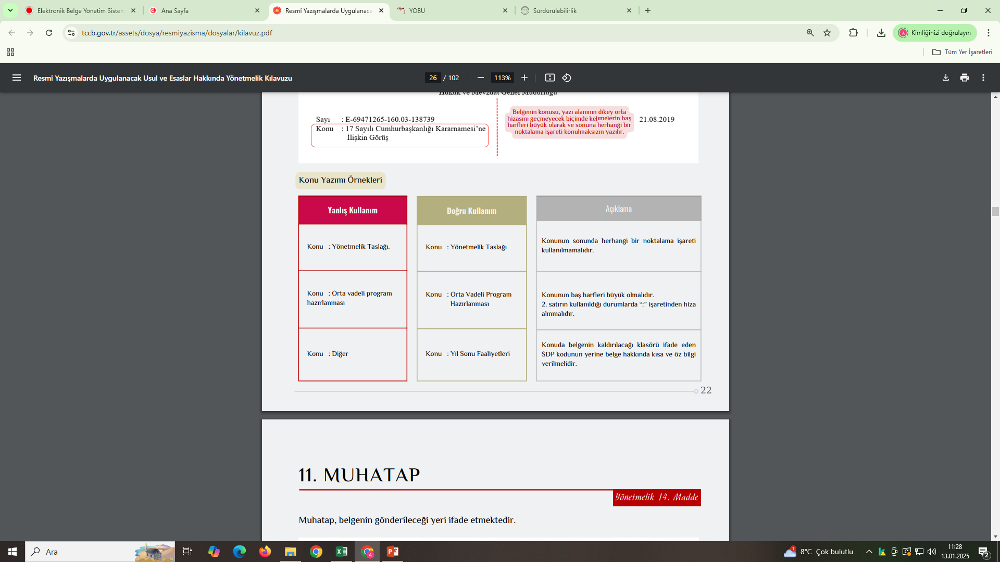 Elektronik Belge Yönetim Sistem
Ana Sayfa
Resmî Yazışmalarda Uygulanaca
YOBU
Sürdürülebilirlik
tccb.gov.tr/assets/dosya/resmiyazisma/dosyalar/kilavuz.pdf
Kimliğinizi doğrulayın
Tüm Yer İşaretleri
Resmî Yazışmalarda Uygulanacak Usul ve Esaslar Hakkında Yönetmelik Kılavuzu
26 / 102
113%
Hukuk ve Mevzuat Genel Müdürlüğü
Sayı : E-69471265-160.03-138739
Konu : 17 Sayılı Cumhurbaşkanlığı Kararnamesi’ne
İlişkin Görüş
Belgenin konusu, yazı alanının dikey orta
hizasını geçmeyecek biçimde kelimelerin baş
harfleri büyük olarak ve sonuna herhangi bir
noktalama işareti konulmaksızın yazılır.
21.08.2019
Konu Yazımı Örnekleri
Yanlış Kullanım
Doğru Kullanım
Açıklama
Konu : Yönetmelik Taslağı.
Konu : Yönetmelik Taslağı
Konunun sonunda herhangi bir noktalama işareti
kullanılmamalıdır.
Konu : Orta vadeli program
hazırlanması
Konu : Orta Vadeli Program
Hazırlanması
Konunun baş harfleri büyük olmalıdır.
2. satırın kullanıldığı durumlarda “:” işaretinden hiza
alınmalıdır.
Konu : Diğer
Konu : Yıl Sonu Faaliyetleri
Konuda belgenin kaldırılacağı klasörü ifade eden
SDP kodunun yerine belge hakkında kısa ve öz bilgi
verilmelidir.
22
11. MUHATAP
Yönetmelik 14. Madde
Muhatap, belgenin gönderileceği yeri ifade etmektedir.
Ara
8°C Çok bulutlu
11:28
13.01.2025
2